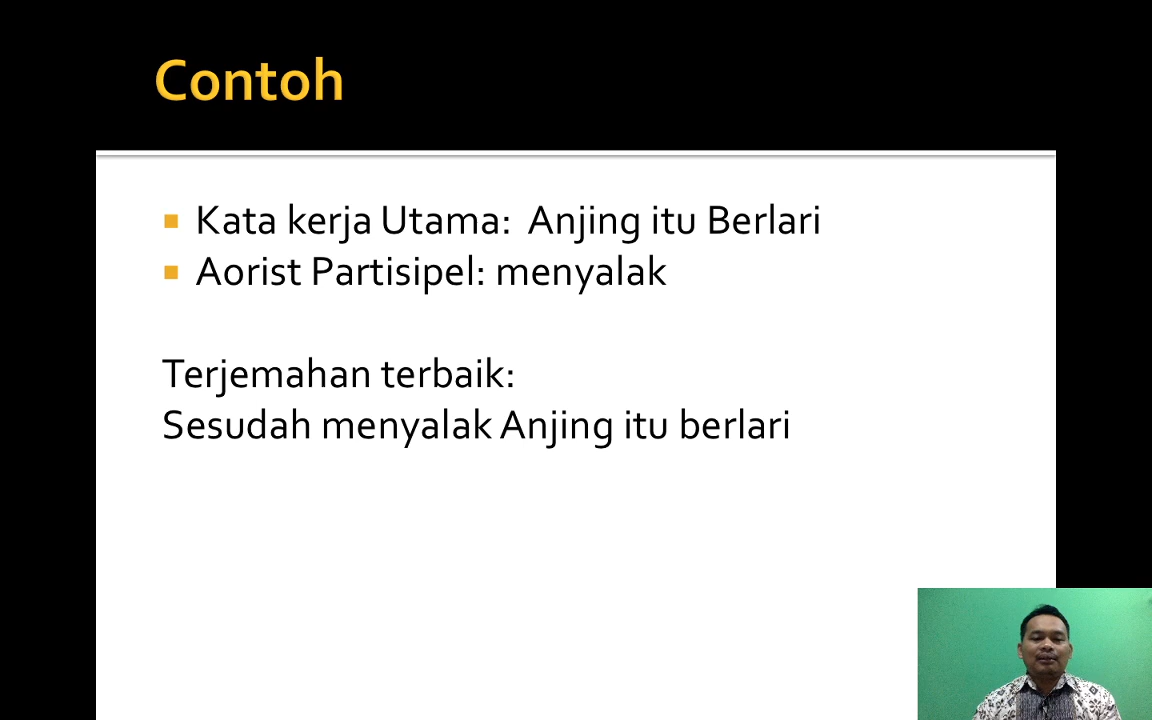 Contoh
Kata kerja Utama: Anjing itu Berlari
Aorist Partisipel: menyalak
Terjemahan terbaik:
Sesudah menyalak Anjing itu berlari